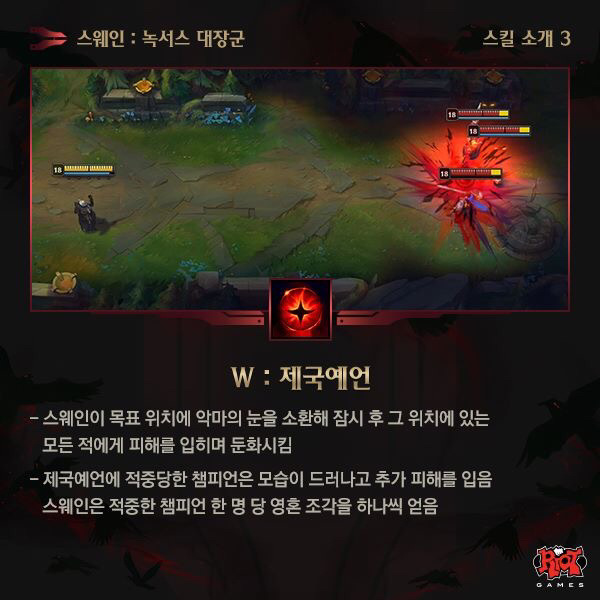 스웨인 : 녹서스 대장군
스킬 소개 3
18
18
18
18
W : 제국예언
- 스웨인이 목표 위치에 악마의 눈을 소환해 잠시 후 그 위치에 있는
모든 적에게 피해를 입히며 둔화시킴
- 제국예언에 적중당한 챔피언은 모습이 드러나고 추가 피해를 입음
스웨인은 적중한 챔피언 한 명 당 영혼 조각을 하나씩 얻음
RIOT
GAMES